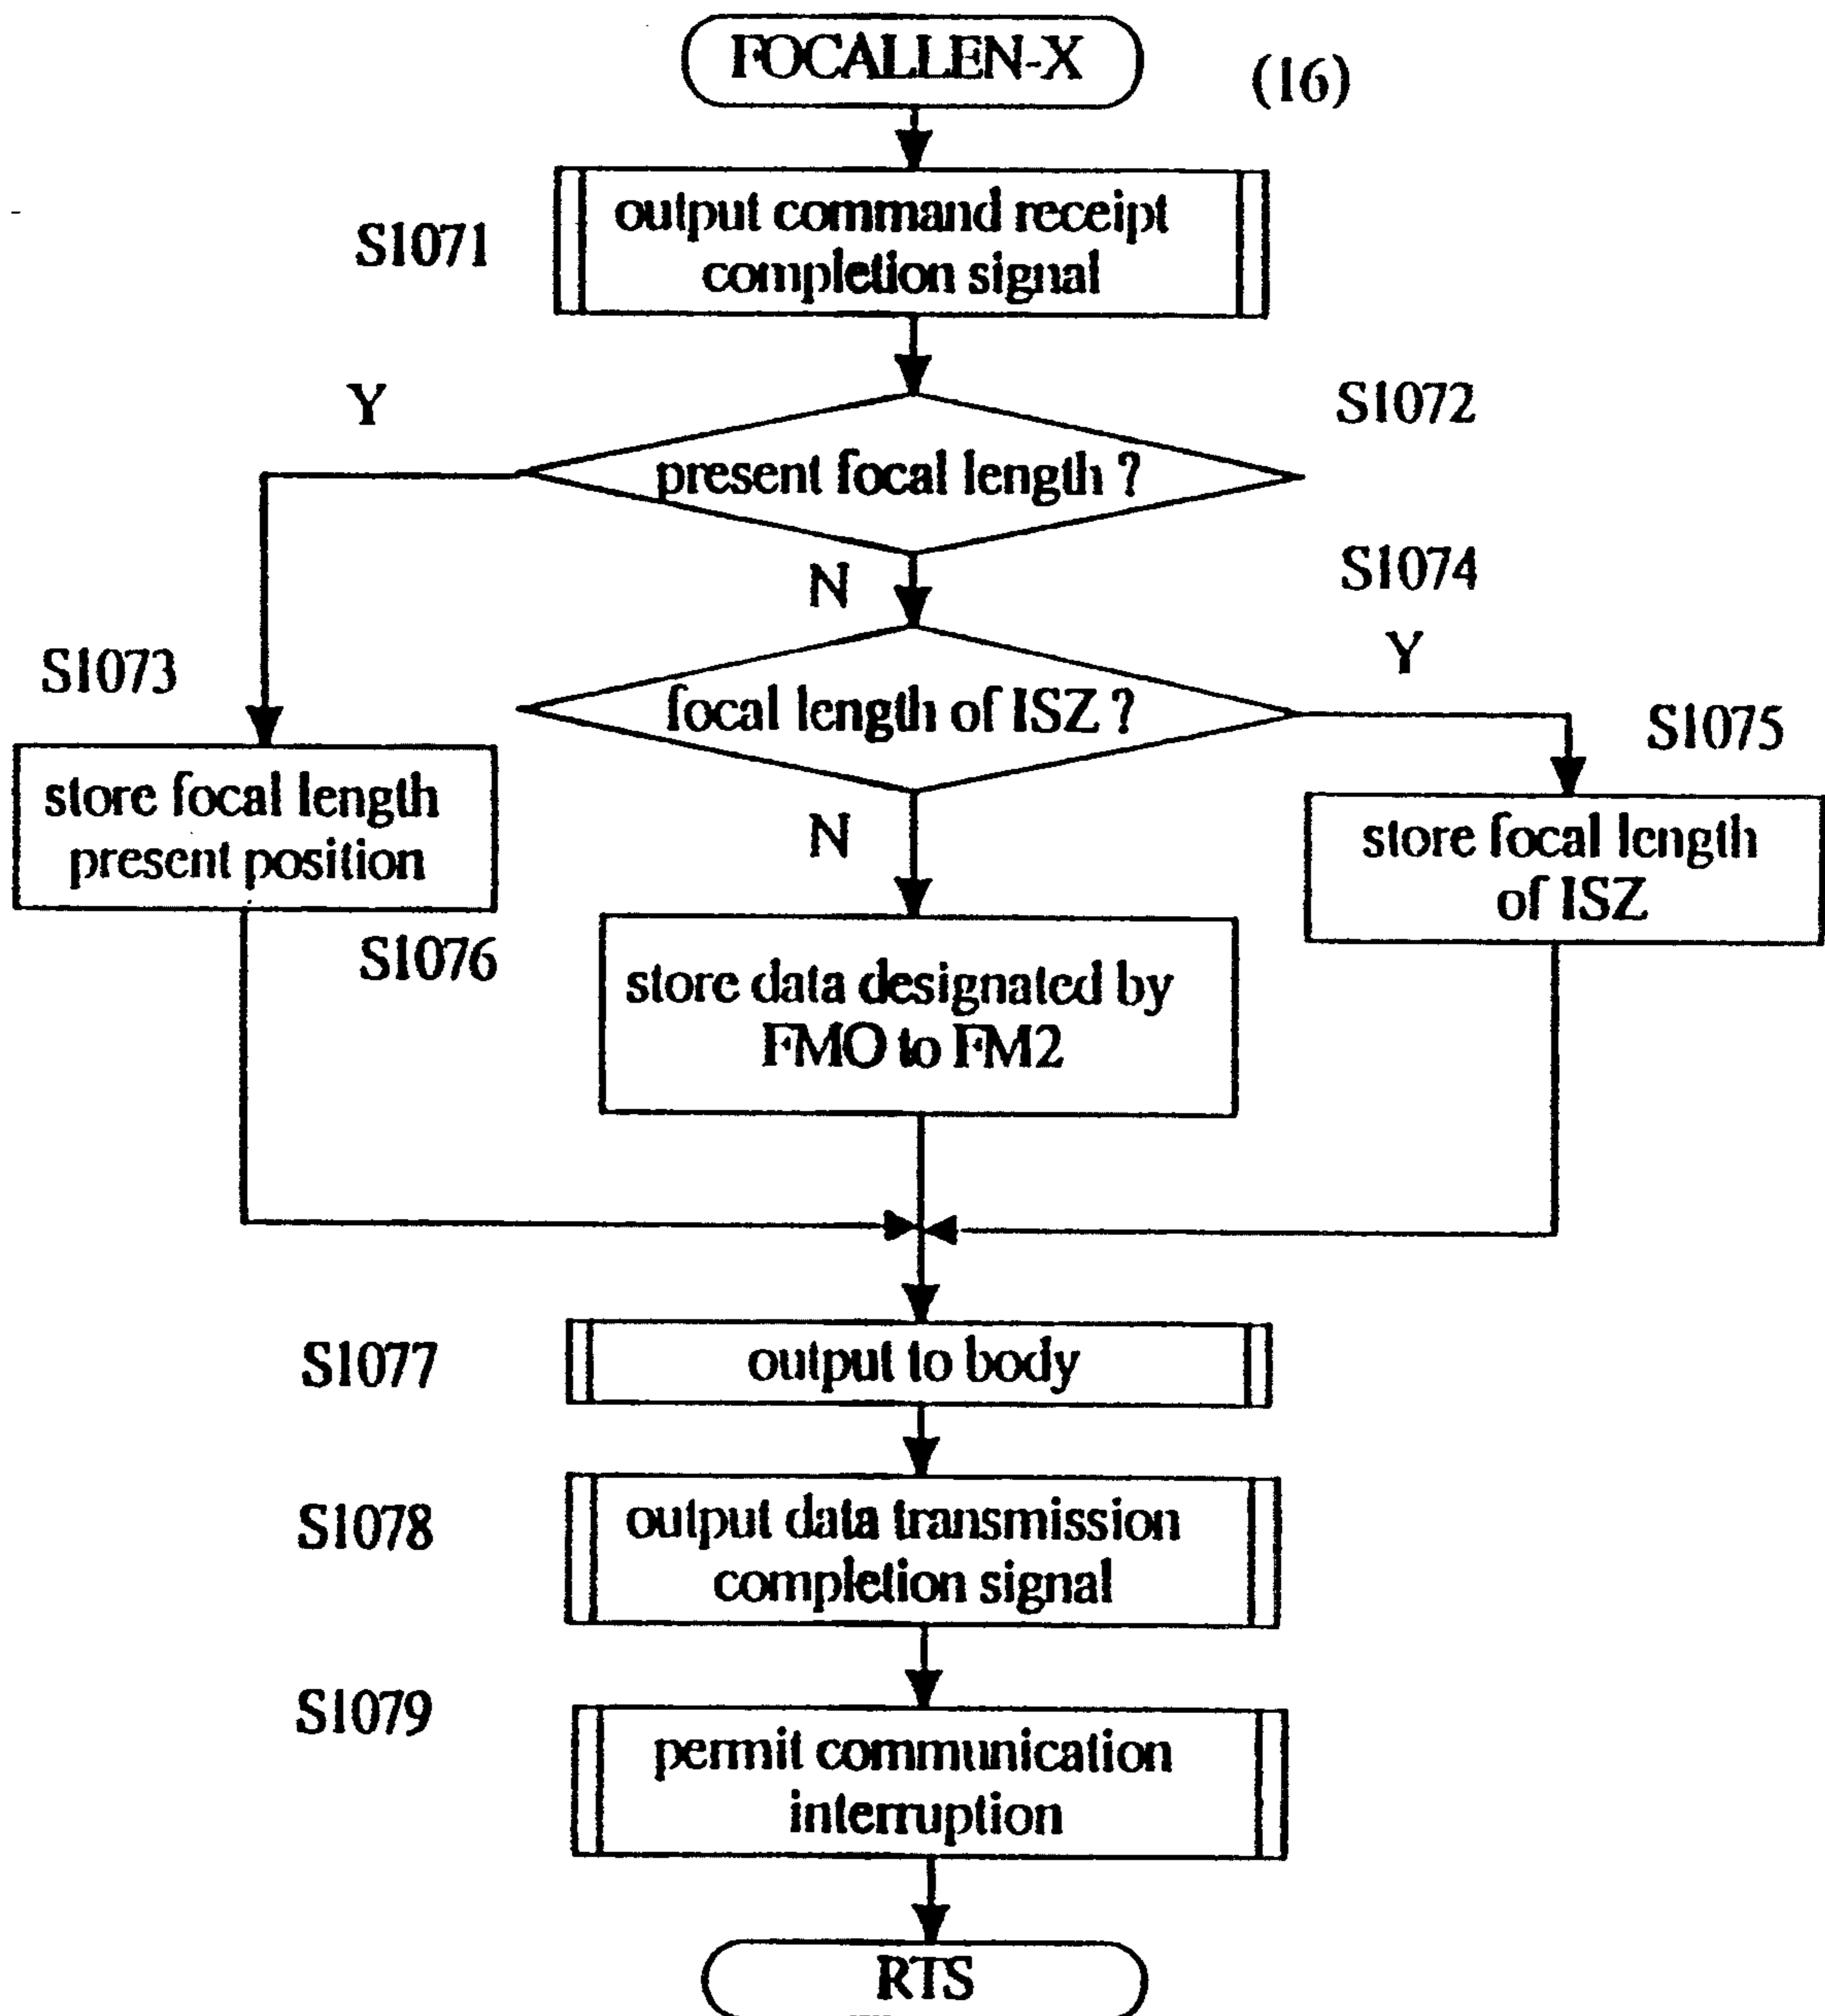 FOCALLEN-X
(16)
S1071
output command receipt
completion signal
Y
S1072
present focal length ?
N
S1074
Y
S1073
focal length of ISZ ?
S1075
store focal length
present position
N
store focal length
of ISZ
S1076
store data designated by
FMO to FM2
S1077
output to body
S1078
output data transmission
completion signal
S1079
permit communication
interruption
RTS